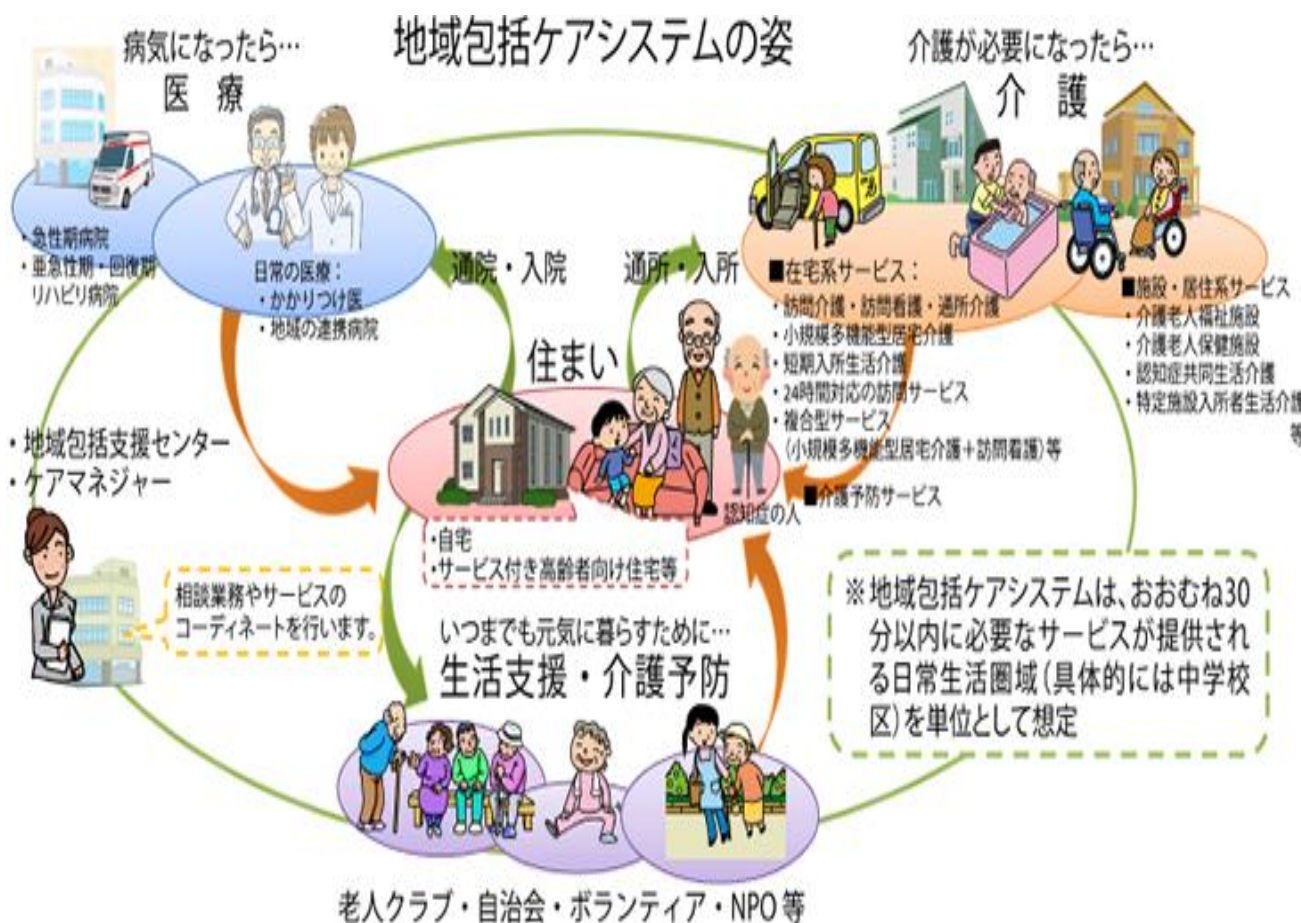 地域包括ケアシステムの姿
病気になったら…
医 療
・急性期病院
・亜急性期・回復期
リハビリ病院
日常の医療：
・かかりつけ医
・地域の連携病院
通院・入院
通所・入所
介護が必要になったら…
介 護
■在宅系サービス：
・訪問介護・訪問看護・通所介護
・小規模多機能型居宅介護
・短期入所生活介護
・24時間対応の訪問サービス
・複合型サービス
（小規模多機能型居宅介護＋訪問看護）等
■介護予防サービス
■施設・居住系サービス
・介護老人福祉施設
・介護老人保健施設
・認知症共同生活介護
・特定施設入所者生活介護
等
住まい
認知症の人
・自宅
・サービス付き高齢者向け住宅等
・地域包括支援センター
・ケアマネジャー
相談業務やサービスの
コーディネートを行います。
いつまでも元気に暮らすために…
生活支援・介護予防
老人クラブ・自治会・ボランティア・NPO 等
※地域包括ケアシステムは、おおむね30
分以内に必要なサービスが提供され
る日常生活圏域（具体的には中学校
区）を単位として想定